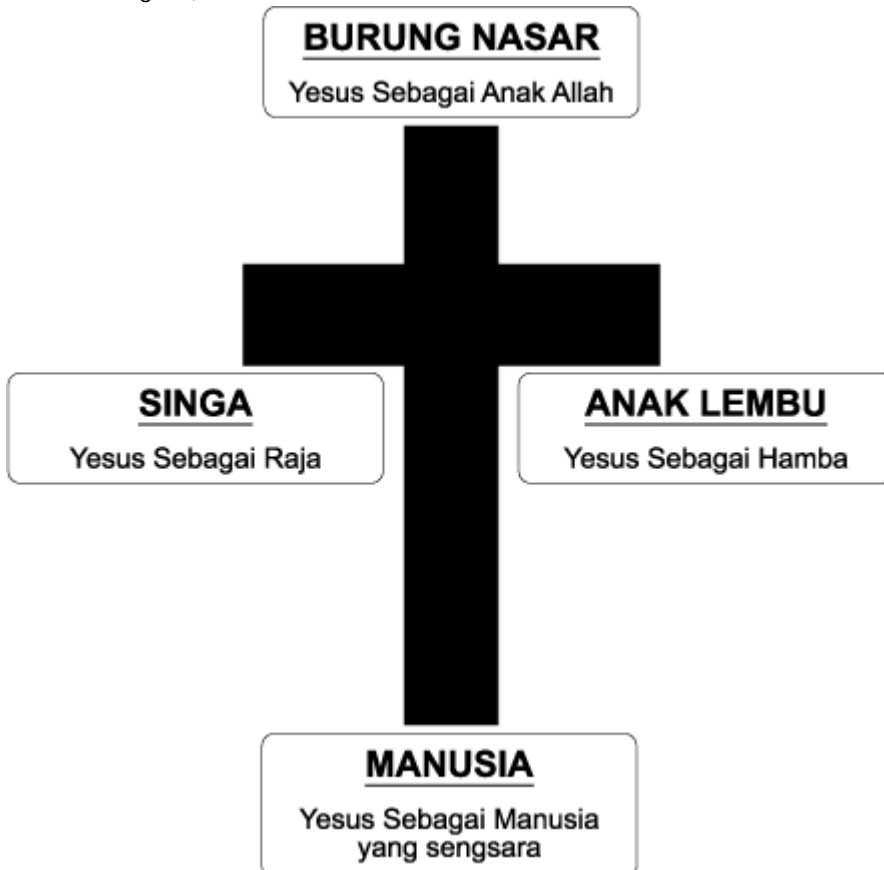 BURUNG NASAR
Yesus Sebagai Anak Allah
SINGA
Yesus Sebagai Raja
ANAK LEMBU
Yesus Sebagai Hamba
MANUSIA
Yesus Sebagai Manusia
yang sengsara